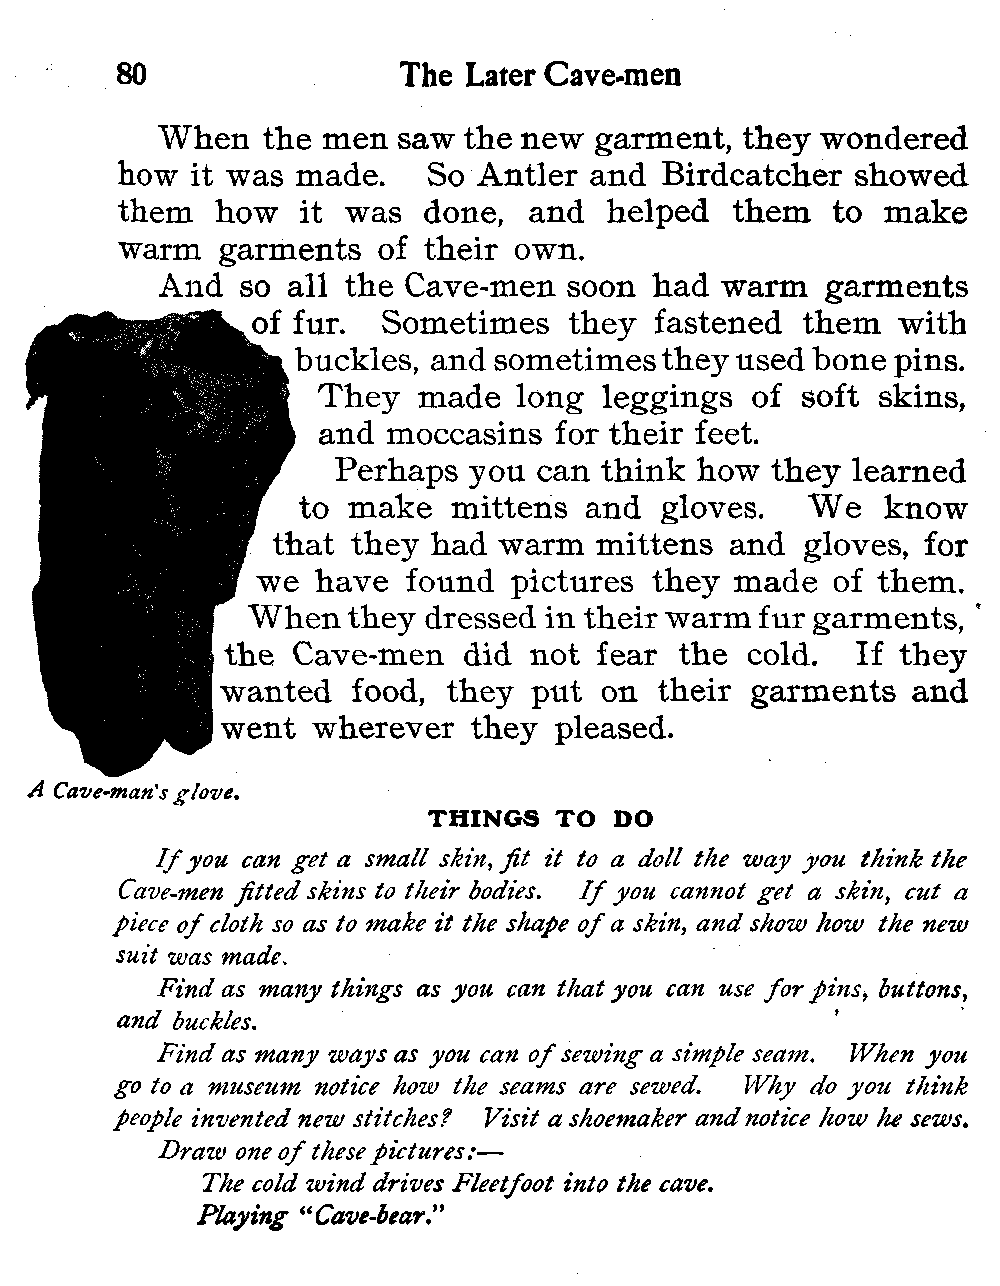 80 The Later Cave-men
When the men saw the new garment, they wondered
how it was made. So Antler and Birdcatcher showed
them how it was done, and helped them to make
warm garments of their own.
And so all the Cave-men soon had warm garments
of fur. Sometimes they fastened them with
buckles, and sometimes they used bone pins.
They made long leggings of soft skins,
and moccasins for their feet.
Perhaps you can think how they learned
to make mittens and gloves. We know
that they had warm mittens and gloves, for
we have found pictures they made of them.
When they dressed in their warm fur garments,
the Cave-men did not fear the cold. If they
wanted food, they put on their garments and
went wherever they pleased.
A Cave-man's glove.
THINGS TO DO
If you can get a small skin, fit it to a doll the way you think the
Cave-men fitted skins to their bodies. If you cannot get a skin, cut a
piece of cloth so as to make it the shape of a skin, and show how the new
suit was made.
Find as many things as you can that you can use for pins, buttons,
and buckles.
Find as many ways as you can of sewing a simple seam. When you
go to a museum notice how the seams are sewed. Why do you think
people invented new stitches? Visit a shoemaker and notice how he sews.
Draw one of these pictures:—
The cold wind drives Fleetfoot into the cave.
Playing "Cave-bear."